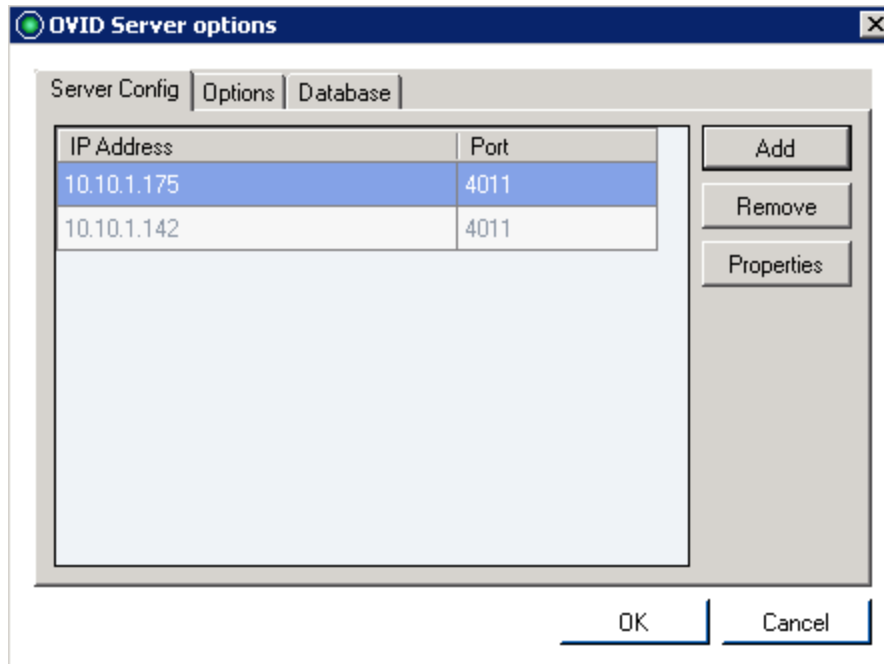 OVID Server options
Server Config Options Database
IP Address Port
10.10.1.175 4011
10.10.1.142 4011
Add
Remove
Properties
OK Cancel